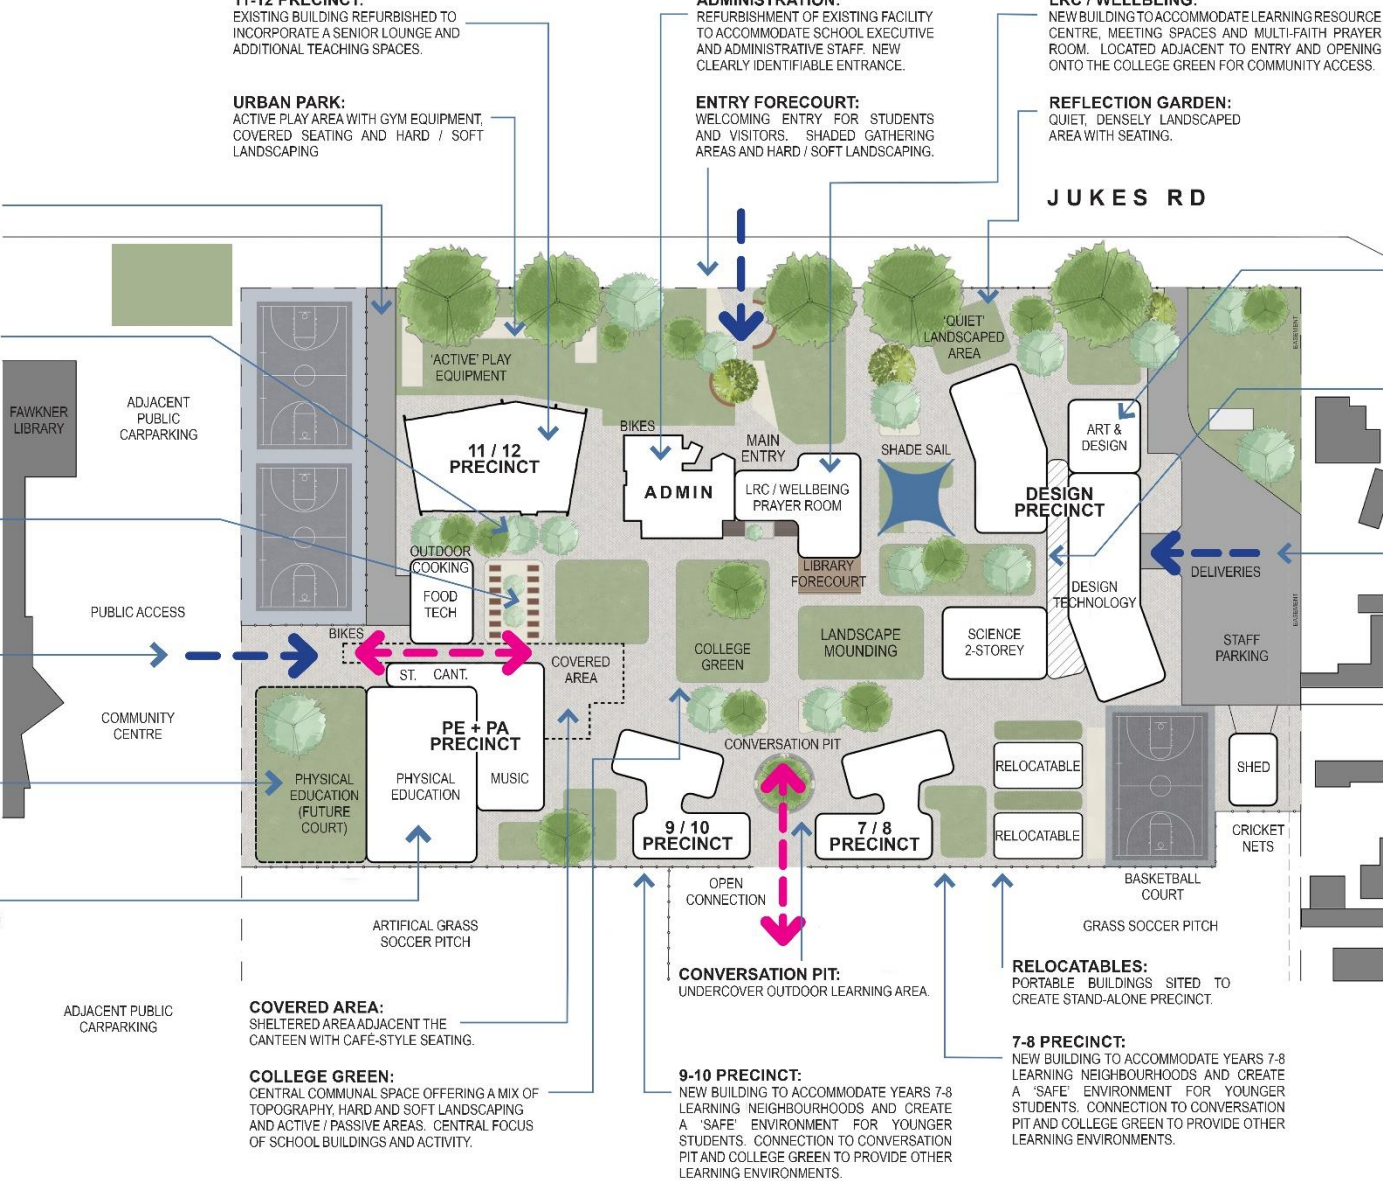 11-12 PRECINCT:
EXISTING BUILDING REFURBISHED TO
INCORPORATE A SENIOR LOUNGE AND
ADDITIONAL TEACHING SPACES.
ADMINISTRATION:
REFURBISHMENT OF EXISTING FACILITY
TO ACCOMMODATE SCHOOL EXECUTIVE
AND ADMINISTRATIVE STAFF. NEW
CLEARLY IDENTIFIABLE ENTRANCE.
LRC / WELLBEING:
NEW BUILDING TO ACCOMMODATE LEARNING RESOURCE
CENTRE, MEETING SPACES AND MULTI-FAITH PRAYER
ROOM. LOCATED ADJACENT TO ENTRY AND OPENING
ONTO THE COLLEGE GREEN FOR COMMUNITY ACCESS.
URBAN PARK:
ACTIVE PLAY AREA WITH GYM EQUIPMENT,
COVERED SEATING AND HARD / SOFT
LANDSCAPING
ENTRY FORECOURT:
WELCOMING ENTRY FOR STUDENTS
AND VISITORS. SHADED GATHERING
AREAS AND HARD / SOFT LANDSCAPING.
REFLECTION GARDEN:
QUIET, DENSELY LANDSCAPED
AREA WITH SEATING.
JUKES RD
'QUIET'
LANDSCAPED
AREA
EASEMENT
'ACTIVE' PLAY
EQUIPMENT
FAWKNER
LIBRARY
ADJACENT
PUBLIC
CARPARKING
BIKES
MAIN
ENTRY
SHADE SAIL
ART &
DESIGN
11 / 12
PRECINCT
ADMIN
LRC / WELLBEING
PRAYER ROOM
DESIGN
PRECINCT
OUTDOOR
COOKING
FOOD
TECH
LIBRARY
FORECOURT
DESIGN
TECHNOLOGY
DELIVERIES
EASEMENT
PUBLIC ACCESS
BIKES
COVERED
AREA
COLLEGE
GREEN
LANDSCAPE
MOUNDING
SCIENCE
2-STOREY
STAFF
PARKING
ST. CANT.
COMMUNITY
CENTRE
PE + PA
PRECINCT
CONVERSATION PIT
PHYSICAL
EDUCATION
(FUTURE
COURT)
PHYSICAL
EDUCATION
MUSIC
RELOCATABLE
SHED
9 / 10
PRECINCT
7 / 8
PRECINCT
RELOCATABLE
CRICKET
NETS
OPEN
CONNECTION
BASKETBALL
COURT
ARTIFICAL GRASS
SOCCER PITCH
GRASS SOCCER PITCH
CONVERSATION PIT:
UNDERCOVER OUTDOOR LEARNING AREA.
RELOCATABLES:
PORTABLE BUILDINGS SITED TO
CREATE STAND-ALONE PRECINCT.
ADJACENT PUBLIC
CARPARKING
COVERED AREA:
SHELTERED AREA ADJACENT THE
CANTEEN WITH CAFÉ-STYLE SEATING.
COLLEGE GREEN:
CENTRAL COMMUNAL SPACE OFFERING A MIX OF
TOPOGRAPHY, HARD AND SOFT LANDSCAPING
AND ACTIVE / PASSIVE AREAS. CENTRAL FOCUS
OF SCHOOL BUILDINGS AND ACTIVITY.
9-10 PRECINCT:
NEW BUILDING TO ACCOMMODATE YEARS 7-8
LEARNING NEIGHBOURHOODS AND CREATE
A 'SAFE' ENVIRONMENT FOR YOUNGER
STUDENTS. CONNECTION TO CONVERSATION
PIT AND COLLEGE GREEN TO PROVIDE OTHER
LEARNING ENVIRONMENTS.
7-8 PRECINCT:
NEW BUILDING TO ACCOMMODATE YEARS 7-8
LEARNING NEIGHBOURHOODS AND CREATE
A 'SAFE' ENVIRONMENT FOR YOUNGER
STUDENTS. CONNECTION TO CONVERSATION
PIT AND COLLEGE GREEN TO PROVIDE OTHER
LEARNING ENVIRONMENTS.